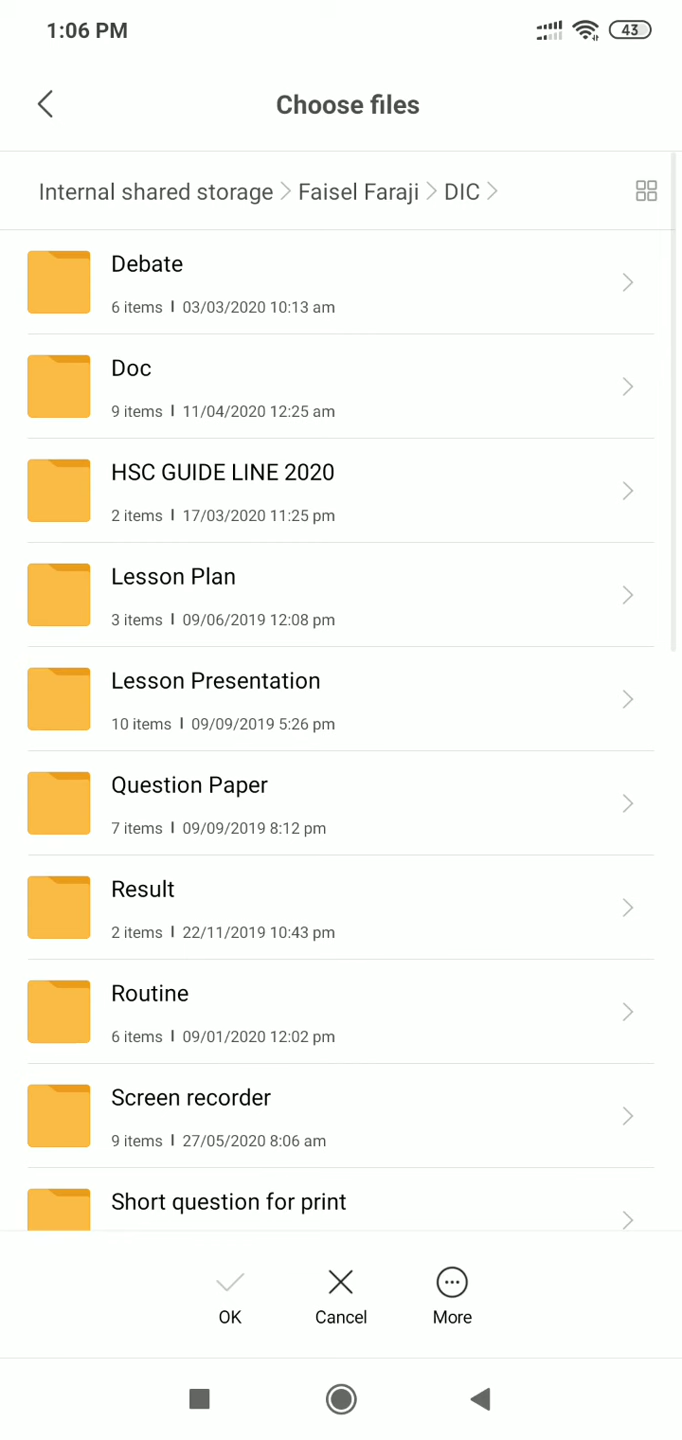 1:06 PM 43
Choose files
Internal shared storage > Faisel Faraji > DIC >
Debate
6 items I 03/03/2020 10:13 am
Doc
9 items I 11/04/2020 12:25 am
HSC GUIDE LINE 2020
2 items I 17/03/2020 11:25 pm
Lesson Plan
3 items I 09/06/2019 12:08 pm
Lesson Presentation
10 items I 09/09/2019 5:26 pm
Question Paper
7 items I 09/09/2019 8:12 pm
Result
2 items I 22/11/2019 10:43 pm
Routine
6 items I 09/01/2020 12:02 pm
Screen recorder
9 items I 27/05/2020 8:06 am
Short question for print
OK Cancel More